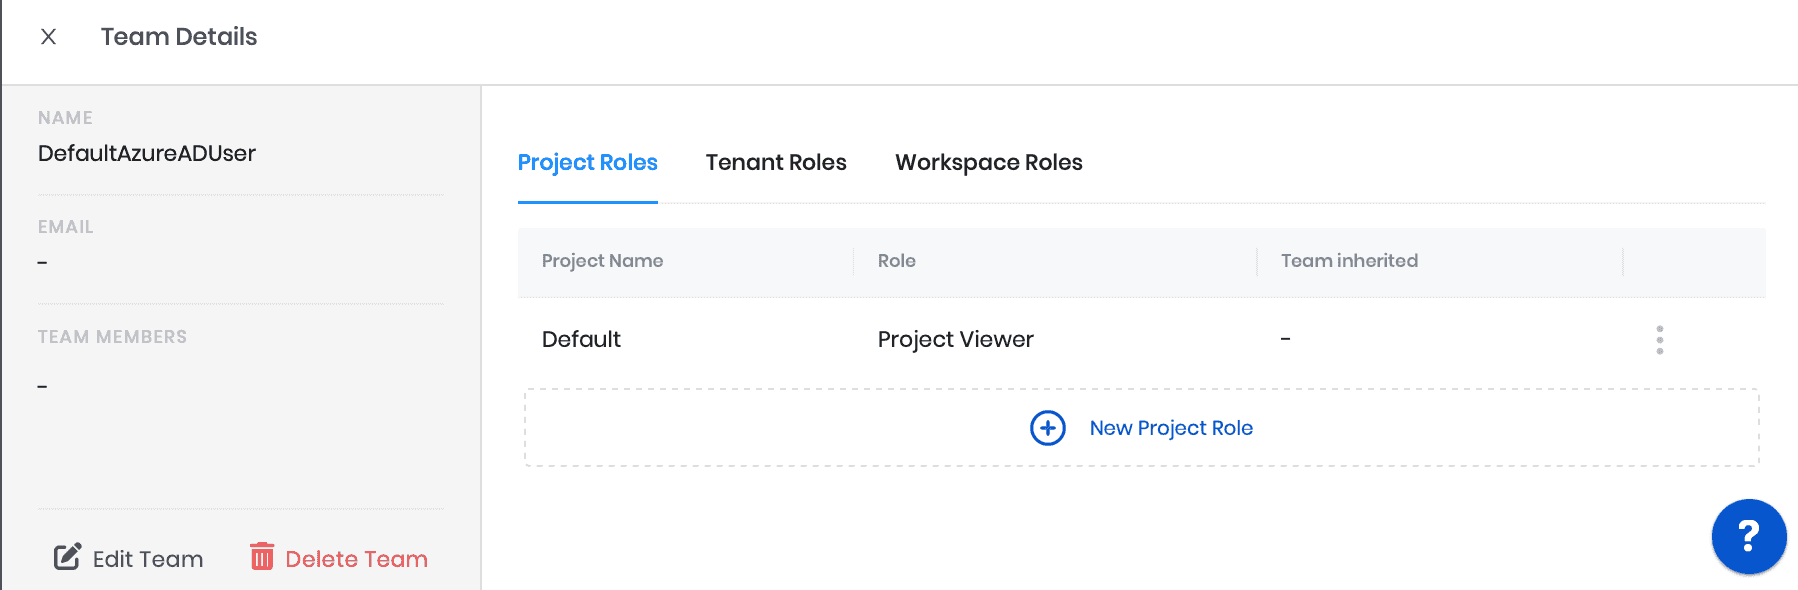 Team Details
NAME
DefaultAzureADUser
EMAIL
-
TEAM MEMBERS
-
Edit Team
Delete Team
Project Roles Tenant Roles Workspace Roles
Project Name Role Team inherited
Default Project Viewer -
New Project Role
?